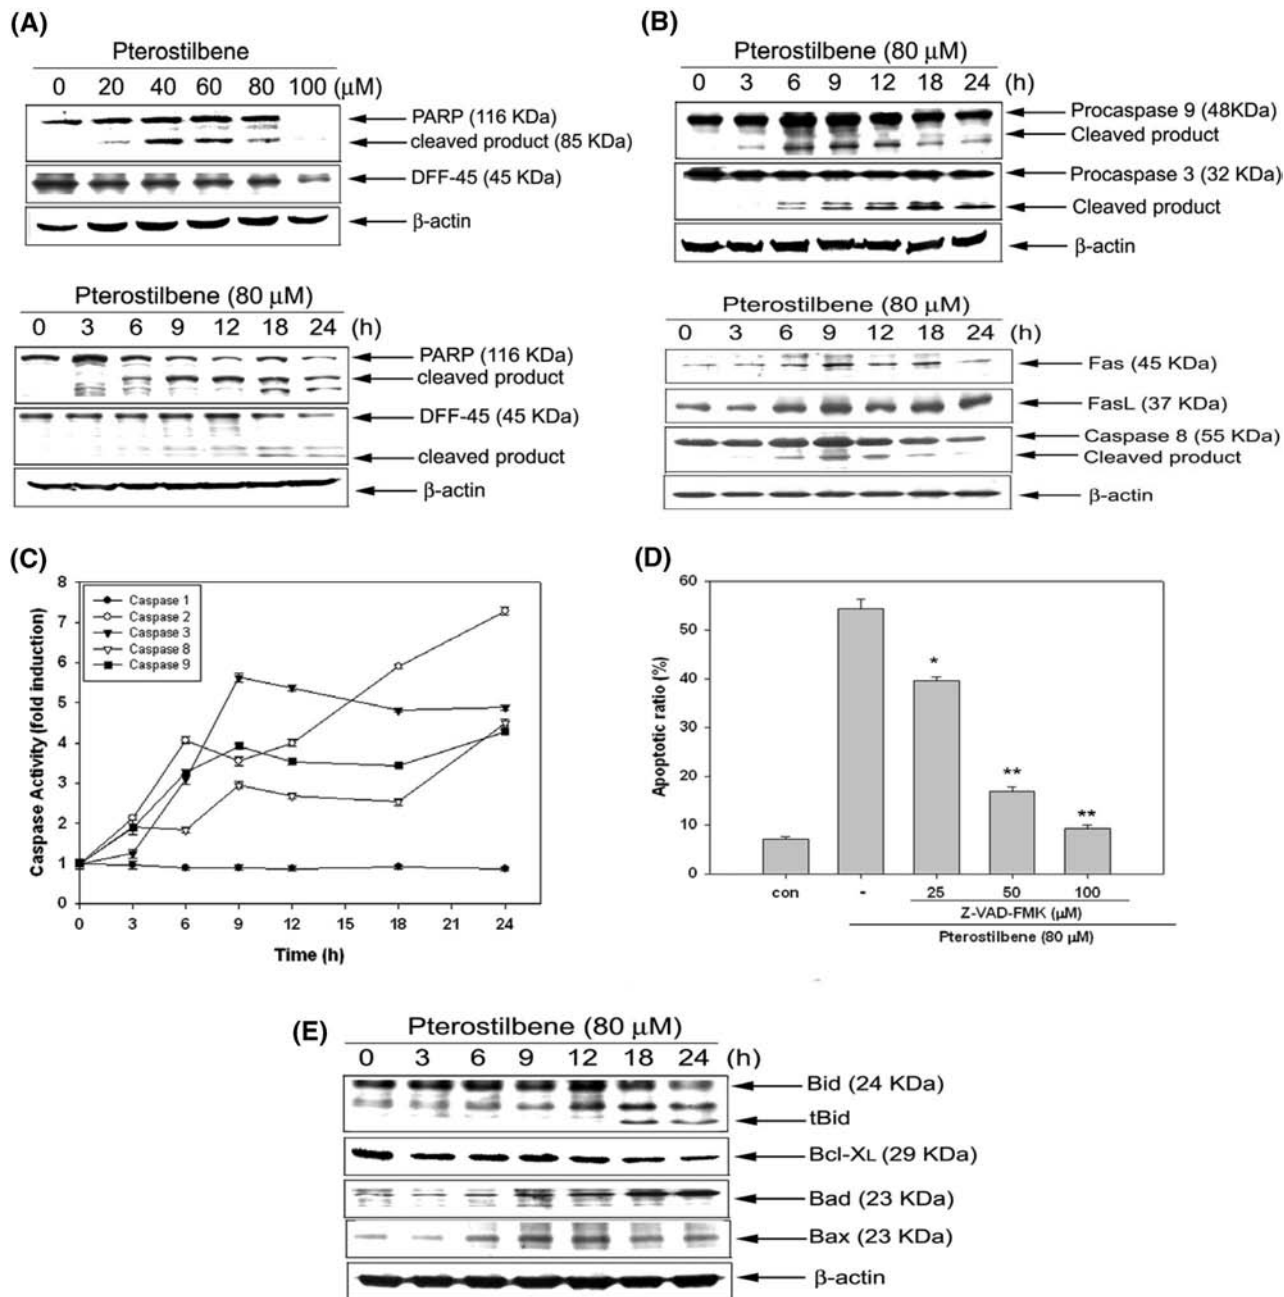 (A)
Pterostilbene
0 20 40 60 80 100 (μM)
PARP (116 KDa)
cleaved product (85 KDa)
DFF-45 (45 KDa)
β-actin
Pterostilbene (80 μM)
0 3 6 9 12 18 24 (h)
PARP (116 KDa)
cleaved product
DFF-45 (45 KDa)
cleaved product
β-actin
(B)
Pterostilbene (80 μM)
0 3 6 9 12 18 24 (h)
Procaspase 9 (48KDa)
Cleaved product
Procaspase 3 (32 KDa)
Cleaved product
β-actin
Pterostilbene (80 μM)
0 3 6 9 12 18 24 (h)
Fas (45 KDa)
FasL (37 KDa)
Caspase 8 (55 KDa)
Cleaved product
β-actin
(C)
Caspase Activity (fold induction)
8
7
6
5
4
3
2
1
0
Caspase 1
Caspase 2
Caspase 3
Caspase 8
Caspase 9
0 3 6 9 12 15 18 21 24
Time (h)
(D)
Apoptotic ratio (%)
60
50
40
30
20
10
0
*
**
**
con - 25 50 100
Z-VAD-FMK (μM)
Pterostilbene (80 μM)
(E)
Pterostilbene (80 μM)
0 3 6 9 12 18 24 (h)
Bid (24 KDa)
tBid
Bcl-XL (29 KDa)
Bad (23 KDa)
Bax (23 KDa)
β-actin